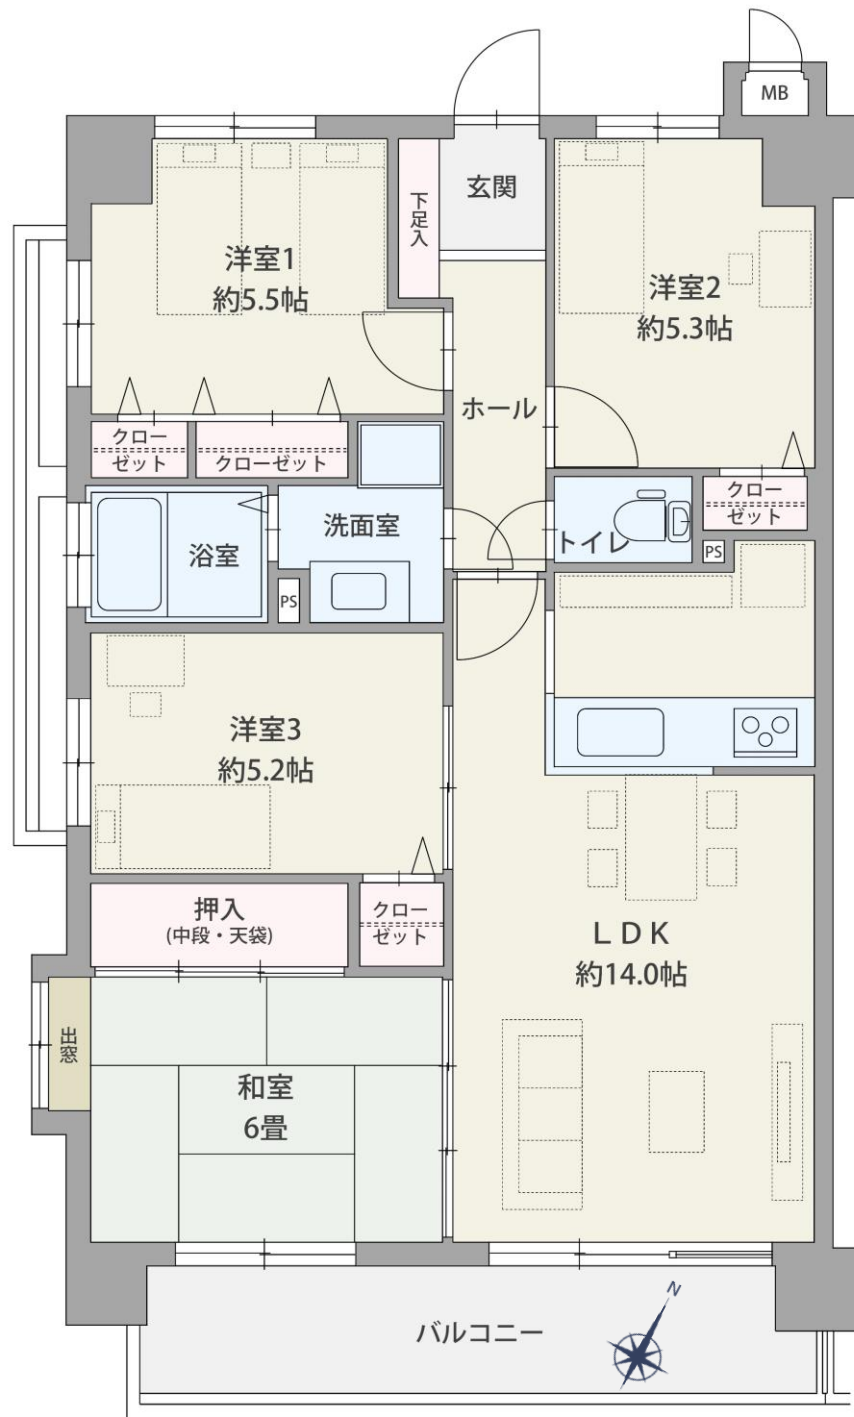 MB
玄関
下足入
洋室1
約5.5帖
洋室2
約5.3帖
ホール
クロー
ゼット
クローゼット
クロー
ゼット
洗面室
トイレ
浴室
PS
PS
洋室3
約5.2帖
押入
(中段・天袋)
クロー
ゼット
LDK
約14.0帖
出窓
和室
6畳
バルコニー
N